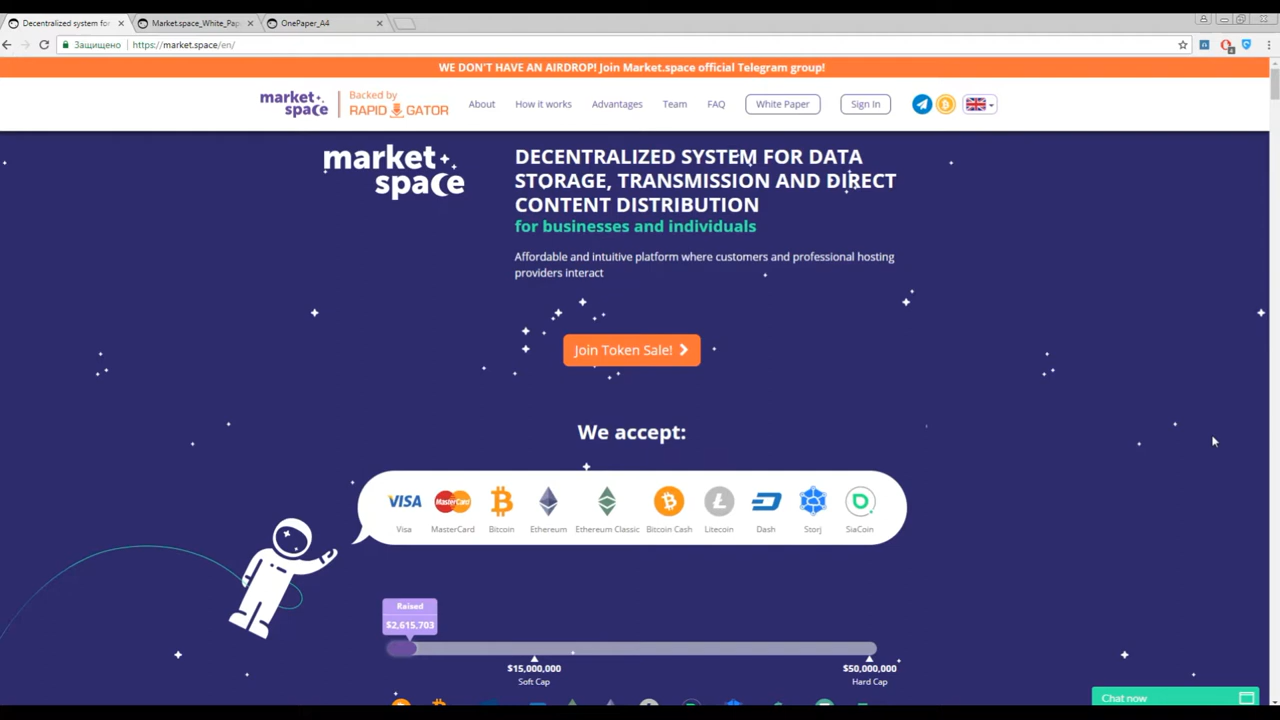 Decentralized system for
Market.space_White_Pap
OnePaper_A4
Защищено
https://market.space/en/
WE DON'T HAVE AN AIRDROP! Join Market.space official Telegram group!
market space
Backed by
RAPID GATOR
About
How it works
Advantages
Team
FAQ
White Paper
Sign In
market
space
DECENTRALIZED SYSTEM FOR DATA
STORAGE, TRANSMISSION AND DIRECT
CONTENT DISTRIBUTION
for businesses and individuals
Affordable and intuitive platform where customers and professional hosting
providers interact
Join Token Sale!
We accept:
VISA
MasterCard
Visa
MasterCard
Bitcoin
Ethereum
Ethereum Classic
Bitcoin Cash
Litecoin
Dash
Storj
SiaCoin
Raised
$2,615,703
$15,000,000
$50,000,000
Soft Cap
Hard Cap
Chat now